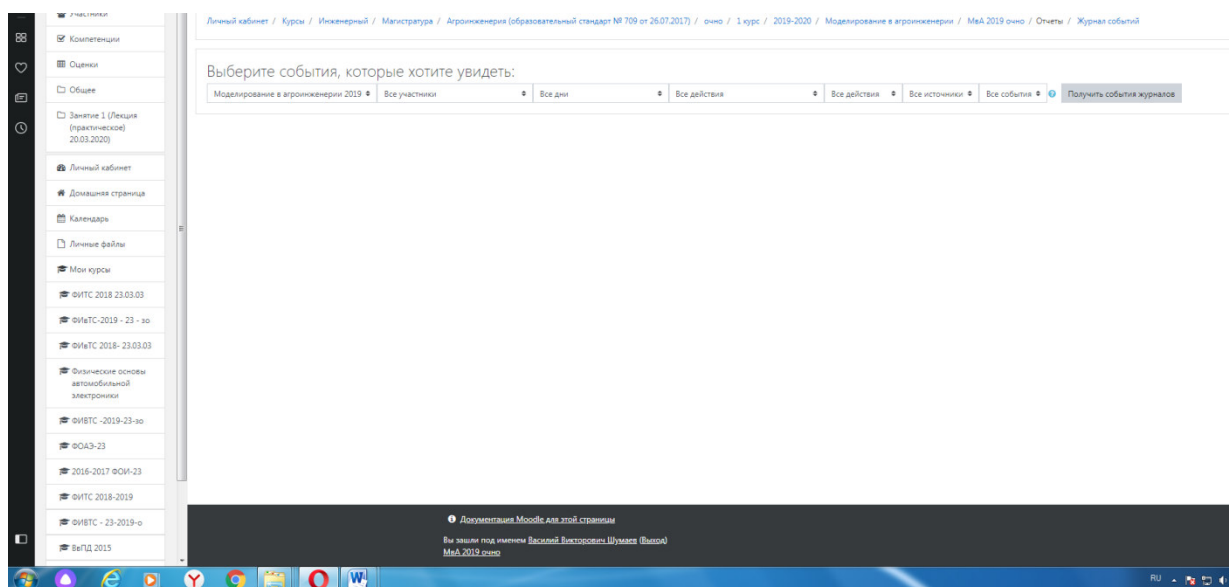 Участники
Компетенции
Оценки
Общее
Занятие 1 (Лекция
(практическое)
20.03.2020)
Личный кабинет
Домашняя страница
Календарь
Личные файлы
Мои курсы
ФИТС 2018 23.03.03
ФИвТС-2019 - 23 - зо
ФИвТС 2018- 23.03.03
Физические основы
автомобильной
электроники
ФИВТС -2019-23-зо
ФОАЭ-23
2016-2017 ФОИ-23
ФИТС 2018-2019
ФИВТС - 23-2019-о
ВвПД 2015
Личный кабинет / Курсы / Инженерный / Магистратура / Агроинженерия (образовательный стандарт № 709 от 26.07.2017) / очно / 1 курс / 2019-2020 / Моделирование в агроинженерии / МвА 2019 очно / Отчеты / Журнал событий
Выберите события, которые хотите увидеть:
Моделирование в агроинженерии 2019 Все участники Все дни Все действия Все действия Все источники Все события Получить события журналов
Документация Moodle для этой страницы
Вы зашли под именем Василий Викторович Шумаев (Выход)
МвА 2019 очно
RU